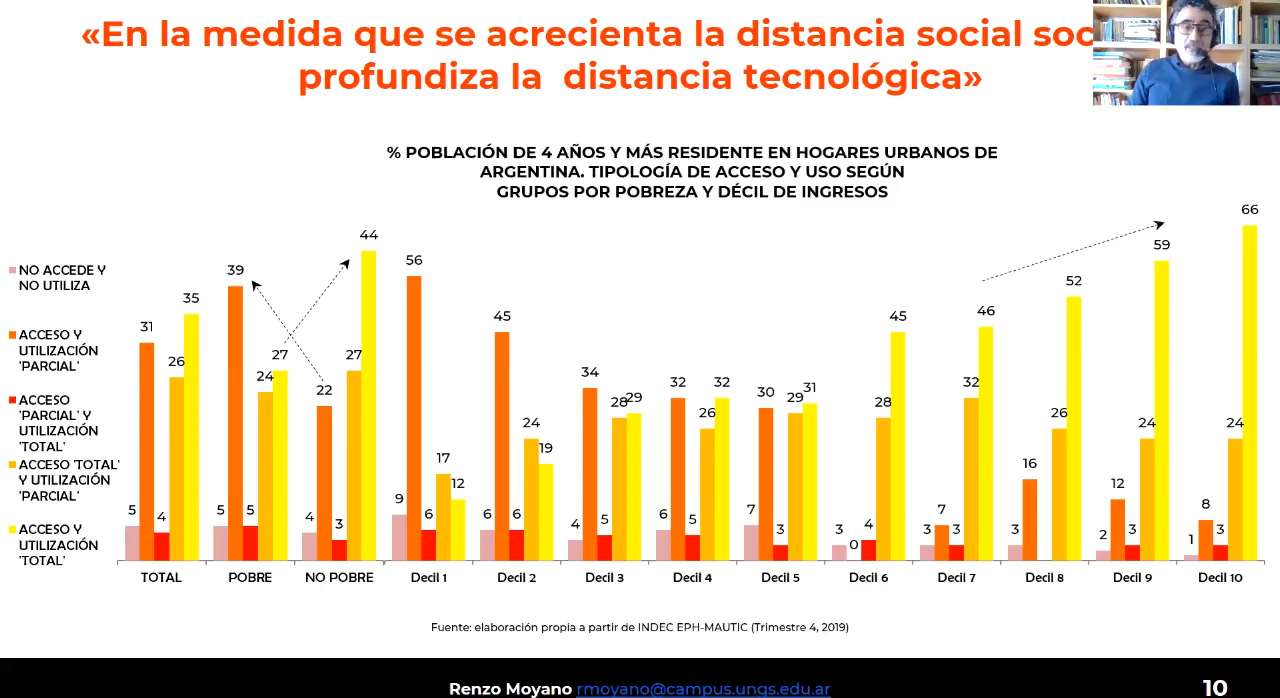 «En la medida que se acrecienta la distancia social soc
profundiza la distancia tecnológica»
% POBLACIÓN DE 4 AÑOS Y MÁS RESIDENTE EN HOGARES URBANOS DE
ARGENTINA. TIPOLOGÍA DE ACCESO Y USO SEGÚN
GRUPOS POR POBREZA Y DÉCIL DE INGRESOS
NO ACCEDE Y
NO UTILIZA
ACCESO Y
UTILIZACIÓN
'PARCIAL'
ACCESO
'PARCIAL' Y
UTILIZACIÓN
'TOTAL'
ACCESO 'TOTAL'
Y UTILIZACIÓN
'PARCIAL'
ACCESO Y
UTILIZACIÓN
'TOTAL'
5 31 4 26 35
5 39 5 24 27
4 22 3 27 44
9 56 6 17 12
6 45 6 24 19
4 34 5 28 29
6 32 5 26 32
7 30 3 29 31
3 0 4 28 45
3 7 3 32 46
3 16 26 52
2 12 3 24 59
1 8 3 24 66
TOTAL POBRE NO POBRE Decil 1 Decil 2 Decil 3 Decil 4 Decil 5 Decil 6 Decil 7 Decil 8 Decil 9 Decil 10
Fuente: elaboración propia a partir de INDEC EPH-MAUTIC (Trimestre 4, 2019)
Renzo Moyano rmoyano@campus.ungs.edu.ar
10